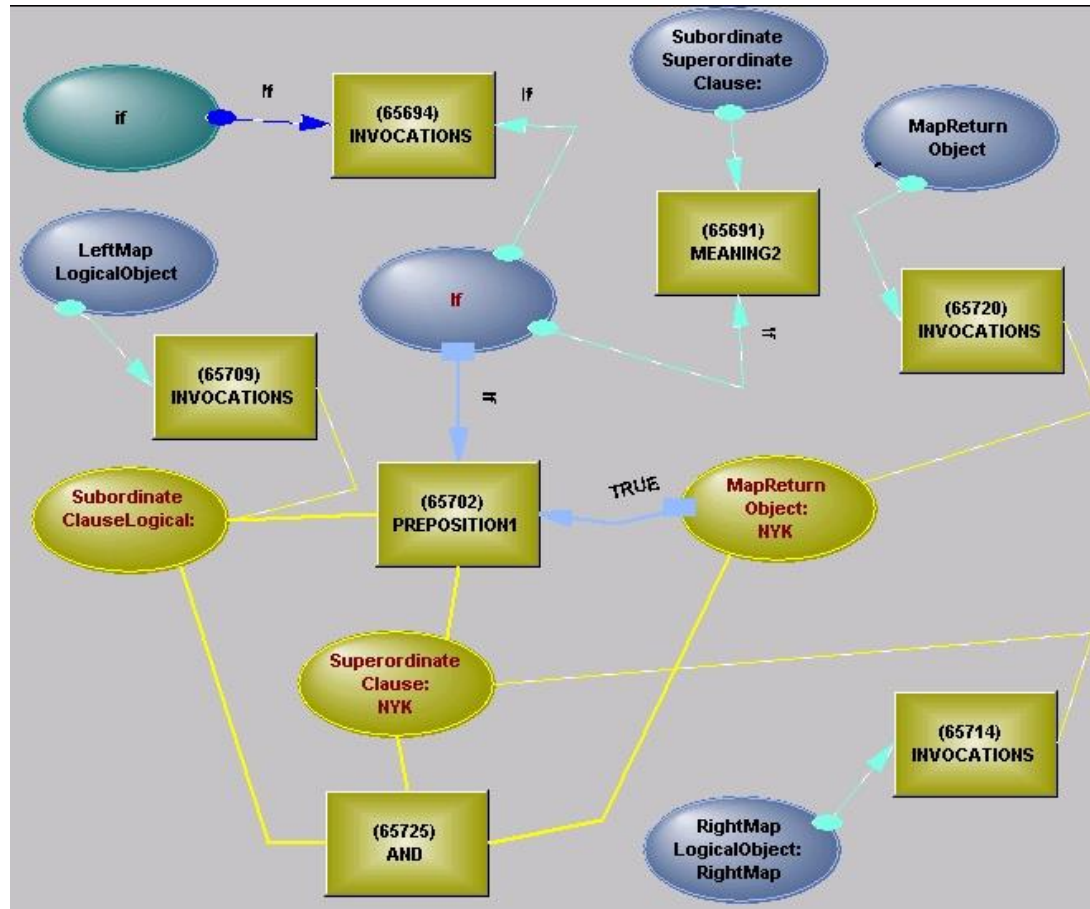 Subordinate
Superordinate
Clause:
if
If
(65694)
INVOCATIONS
If
MapReturn
Object
LeftMap
LogicalObject
(65691)
MEANING2
If
(65720)
INVOCATIONS
If
(65709)
INVOCATIONS
If
Subordinate
ClauseLogical:
(65702)
PREPOSITION1
TRUE
MapReturn
Object:
NYK
Superordinate
Clause:
NYK
(65714)
INVOCATIONS
(65725)
AND
RightMap
LogicalObject:
RightMap